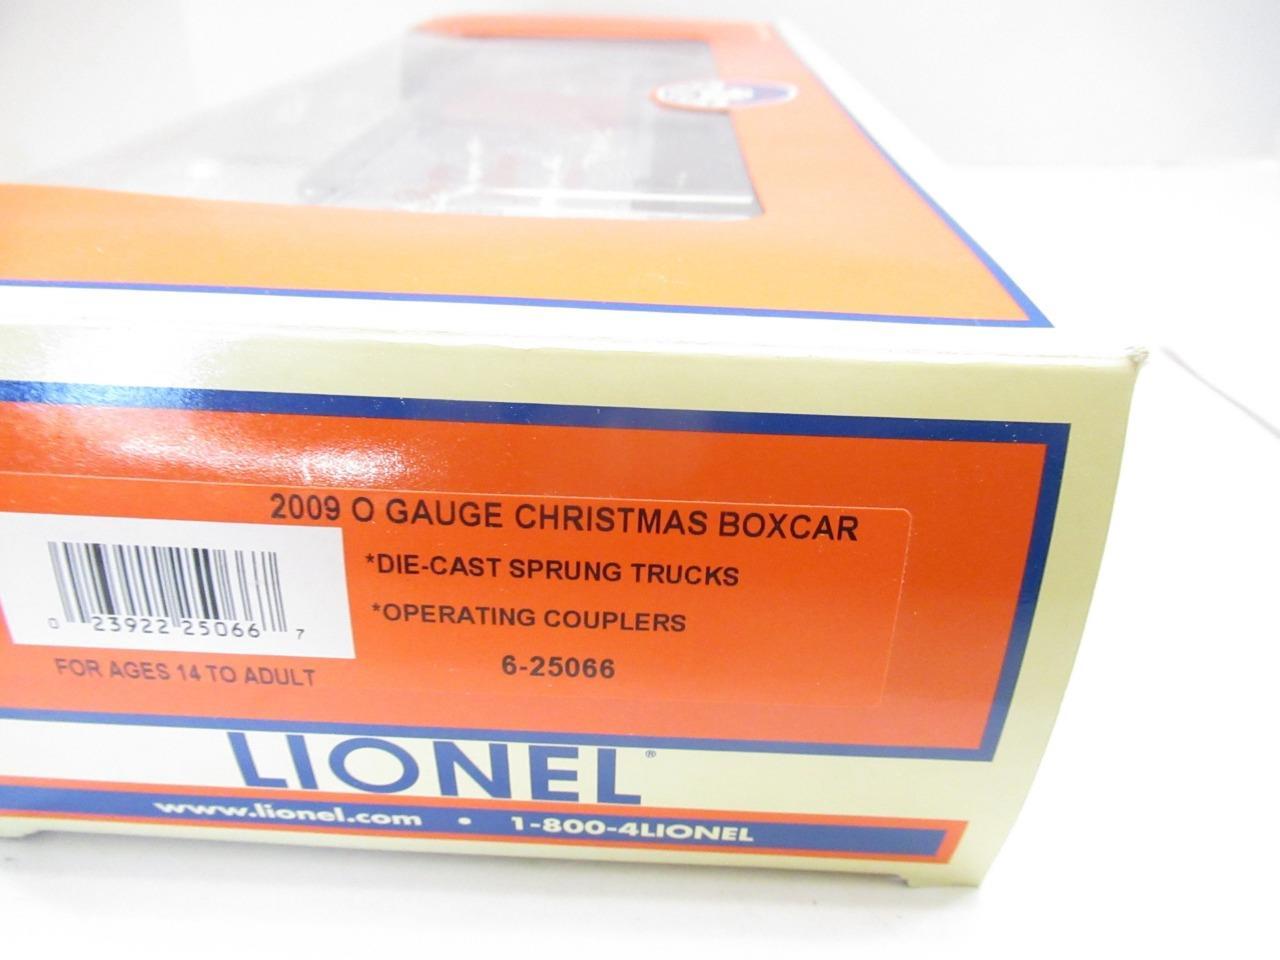 2009 O GAUGE CHRISTMAS BOXCAR
*DIE-CAST SPRUNG TRUCKS
*OPERATING COUPLERS
6-25066
0 23922 25066 7
FOR AGES 14 TO ADULT
LIONEL®
www.lionel.com • 1-800-4LIONEL